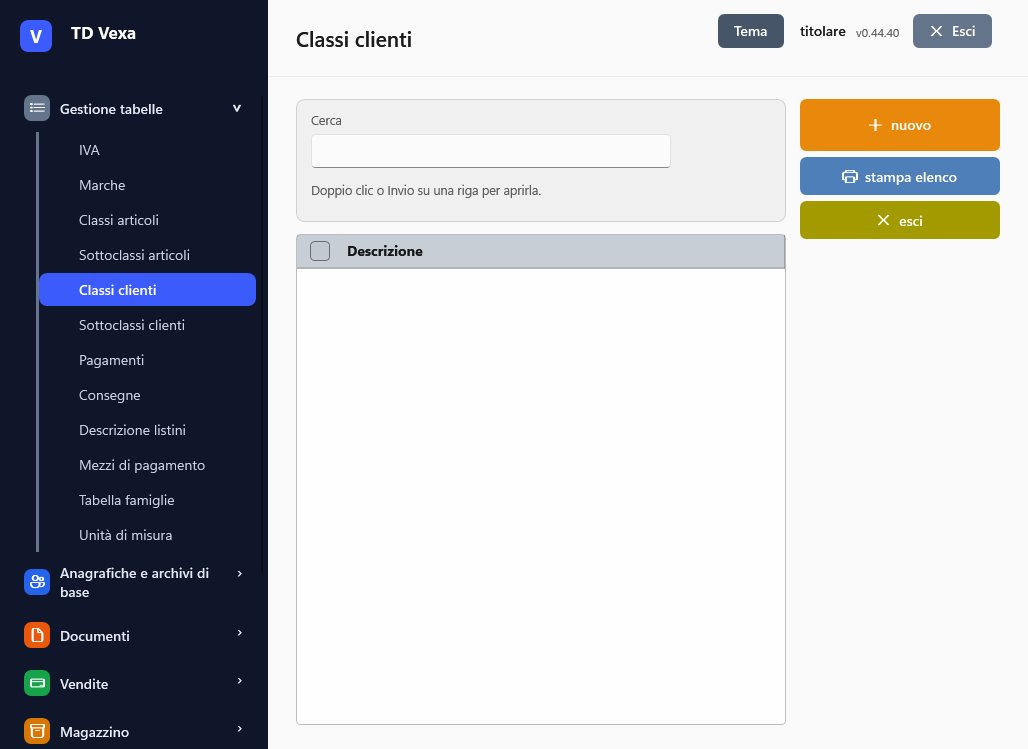 V TD Vexa
Gestione tabelle
IVA
Marche
Classi articoli
Sottoclassi articoli
Classi clienti
Sottoclassi clienti
Pagamenti
Consegne
Descrizione listini
Mezzi di pagamento
Tabella famiglie
Unità di misura
Anagrafiche e archivi di
base
Documenti
Vendite
Magazzino
Classi clienti
Tema titolare v0.44.40 Esci
Cerca
Doppio clic o Invio su una riga per aprirla.
Descrizione
nuovo
stampa elenco
esci